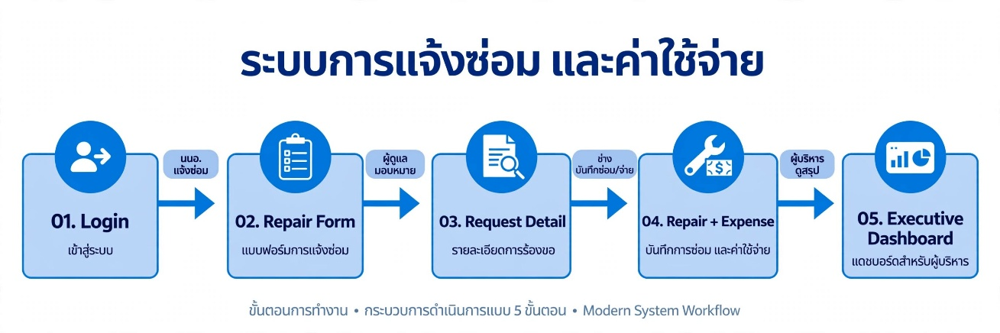 ระบบการแจ้งซ่อม และค่าใช้จ่าย
นนอ.
แจ้งซ่อม
ผู้ดูแล
มอบหมาย
ช่าง
บันทึกซ่อม/จ่าย
ผู้บริหาร
ดูสรุป
01. Login
เข้าสู่ระบบ
02. Repair Form
แบบฟอร์มการแจ้งซ่อม
03. Request Detail
รายละเอียดการร้องขอ
04. Repair + Expense
บันทึกการซ่อม และค่าใช้จ่าย
05. Executive
Dashboard
แดชบอร์ดสำหรับผู้บริหาร
ขั้นตอนการทำงาน • กระบวบการดำเนินการแบบ 5 ขั้นตอน • Modern System Workflow